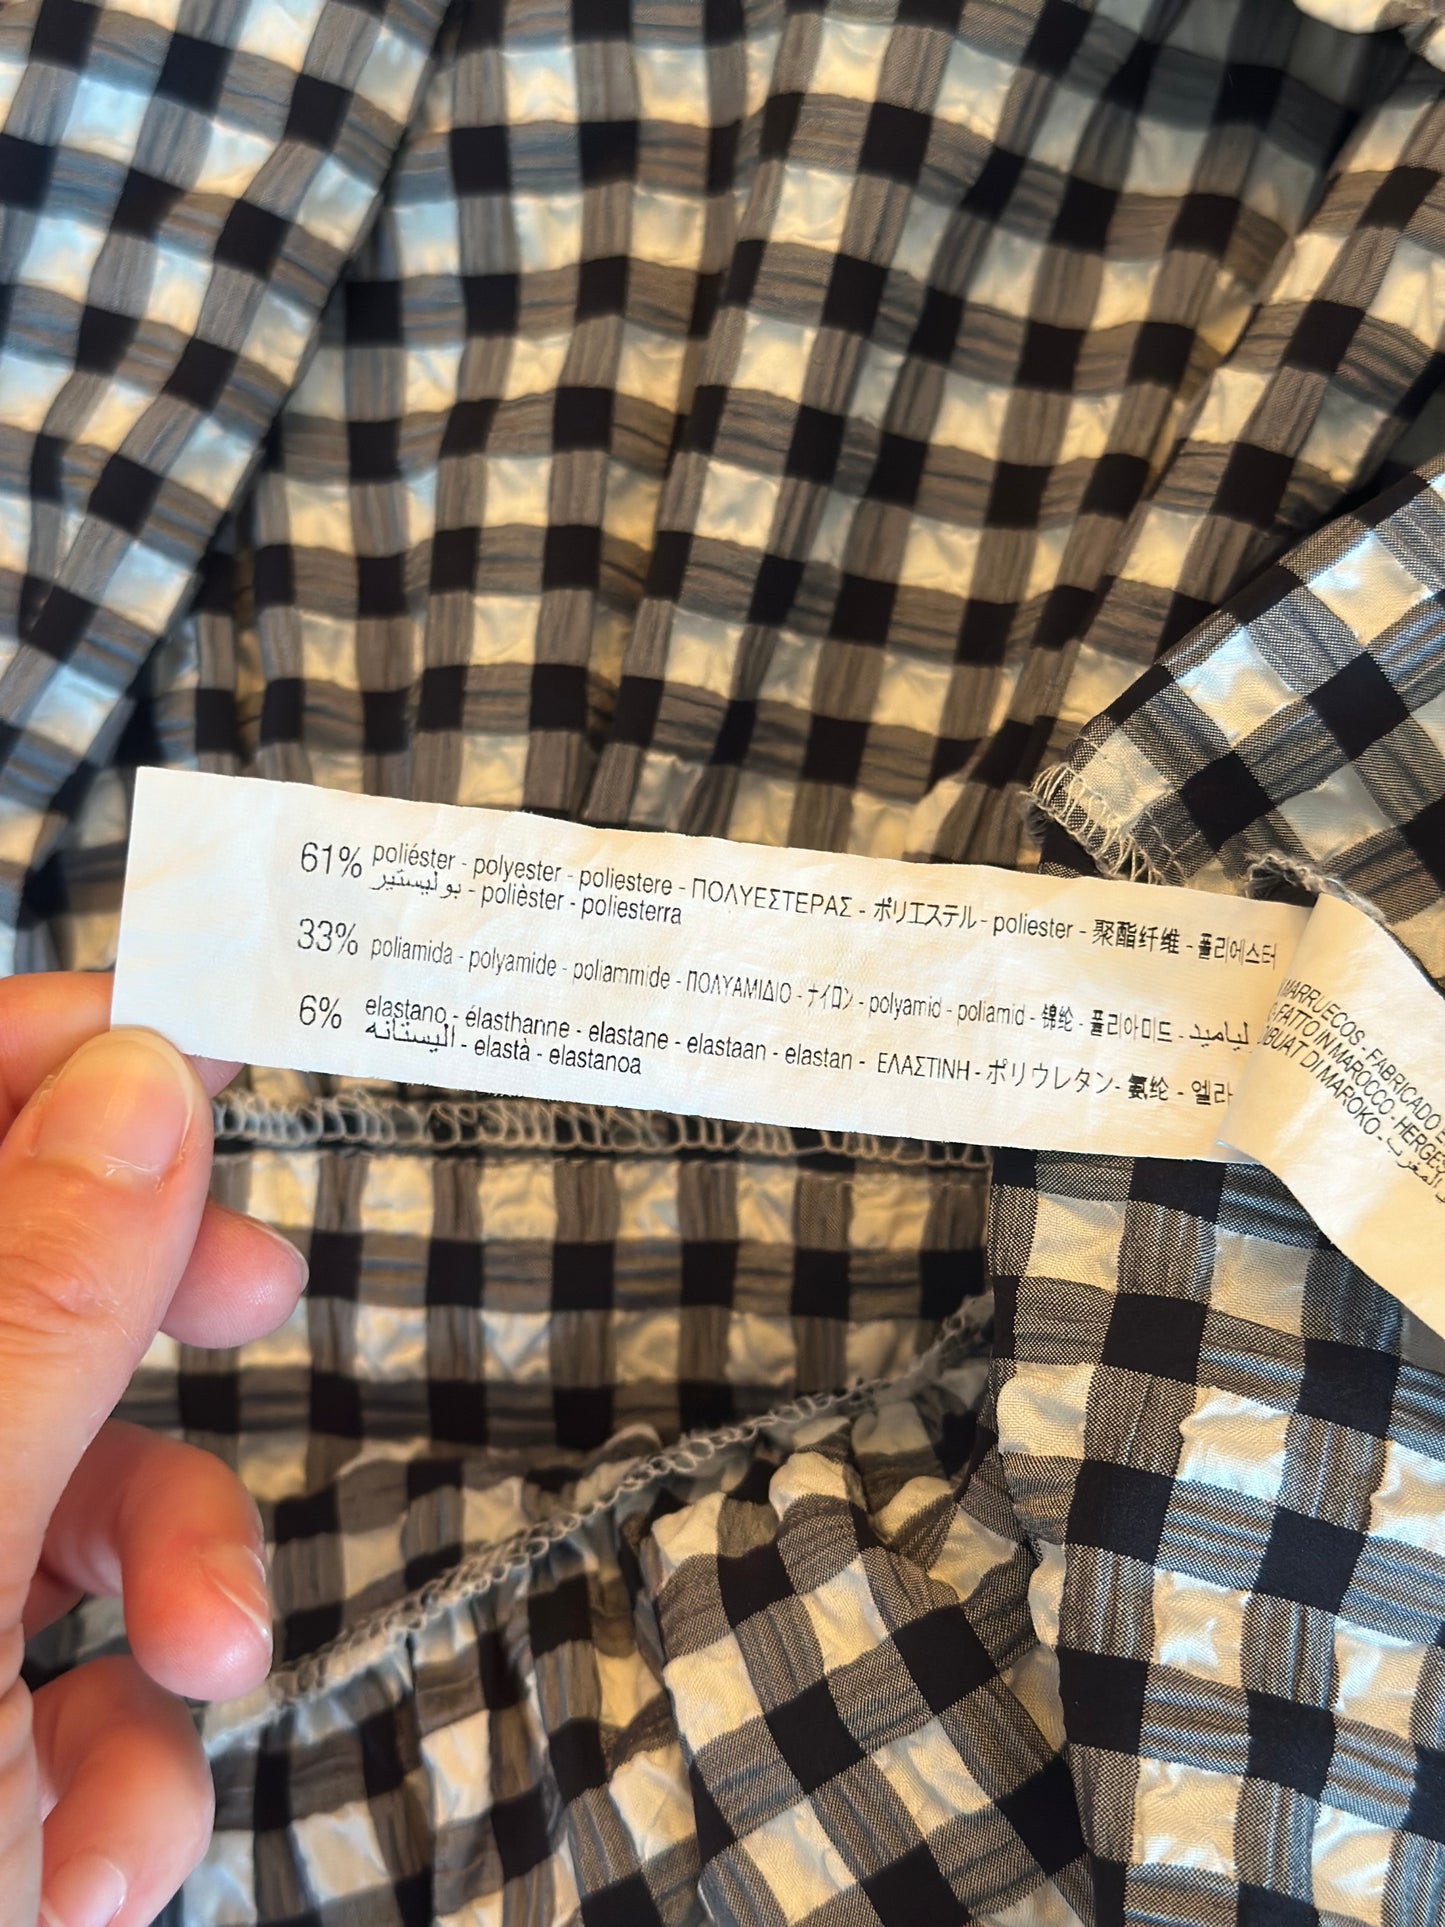 61% poliéster - polyester - poliestere - ΠΟΛΥΕΣΤΕΡΑΣ - ポリエステル - poliester - 聚酯纤维 - 폴리에스터
بوليستير - polièster - poliesterra
33% poliamida - polyamide - poliammide - ΠΟΛΥΑΜΙΔΙΟ - ナイロン - polyamid - poliamid - 锦纶 - 폴리아미드 -
6% elastano - élasthanne - elastane - elastaan - elastan - ΕΛΑΣΤΙΝΗ - ポリウレタン - 氨纶 - 엘라
اليستانه - elastà - elastanoa
MARRUECOS - FABRICADO
FATTO IN MAROCCO - HERGES
DI MAROKO -
المغرب